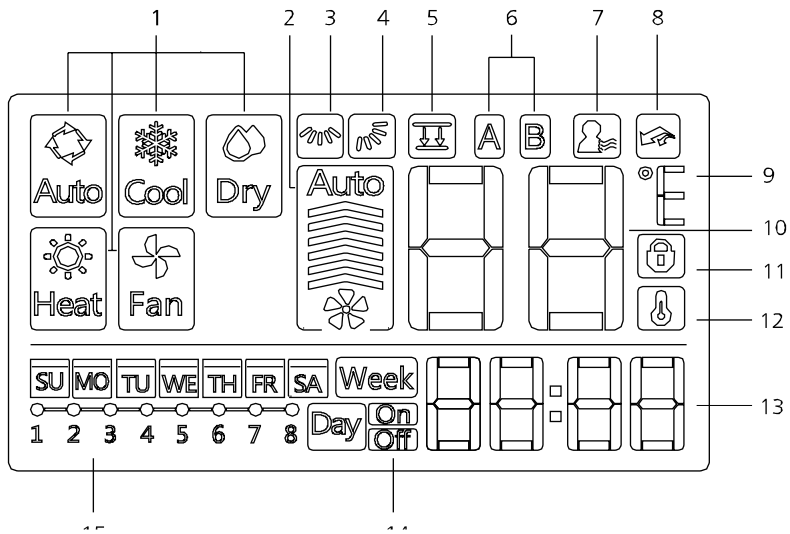 1 2 3 4 5 6 7 8
A B
Auto Cool Dry Auto
9
10
Heat Fan
11
12
SU MO TU WE TH FR SA Week
1 2 3 4 5 6 7 8 Day On
Off
13
15 14